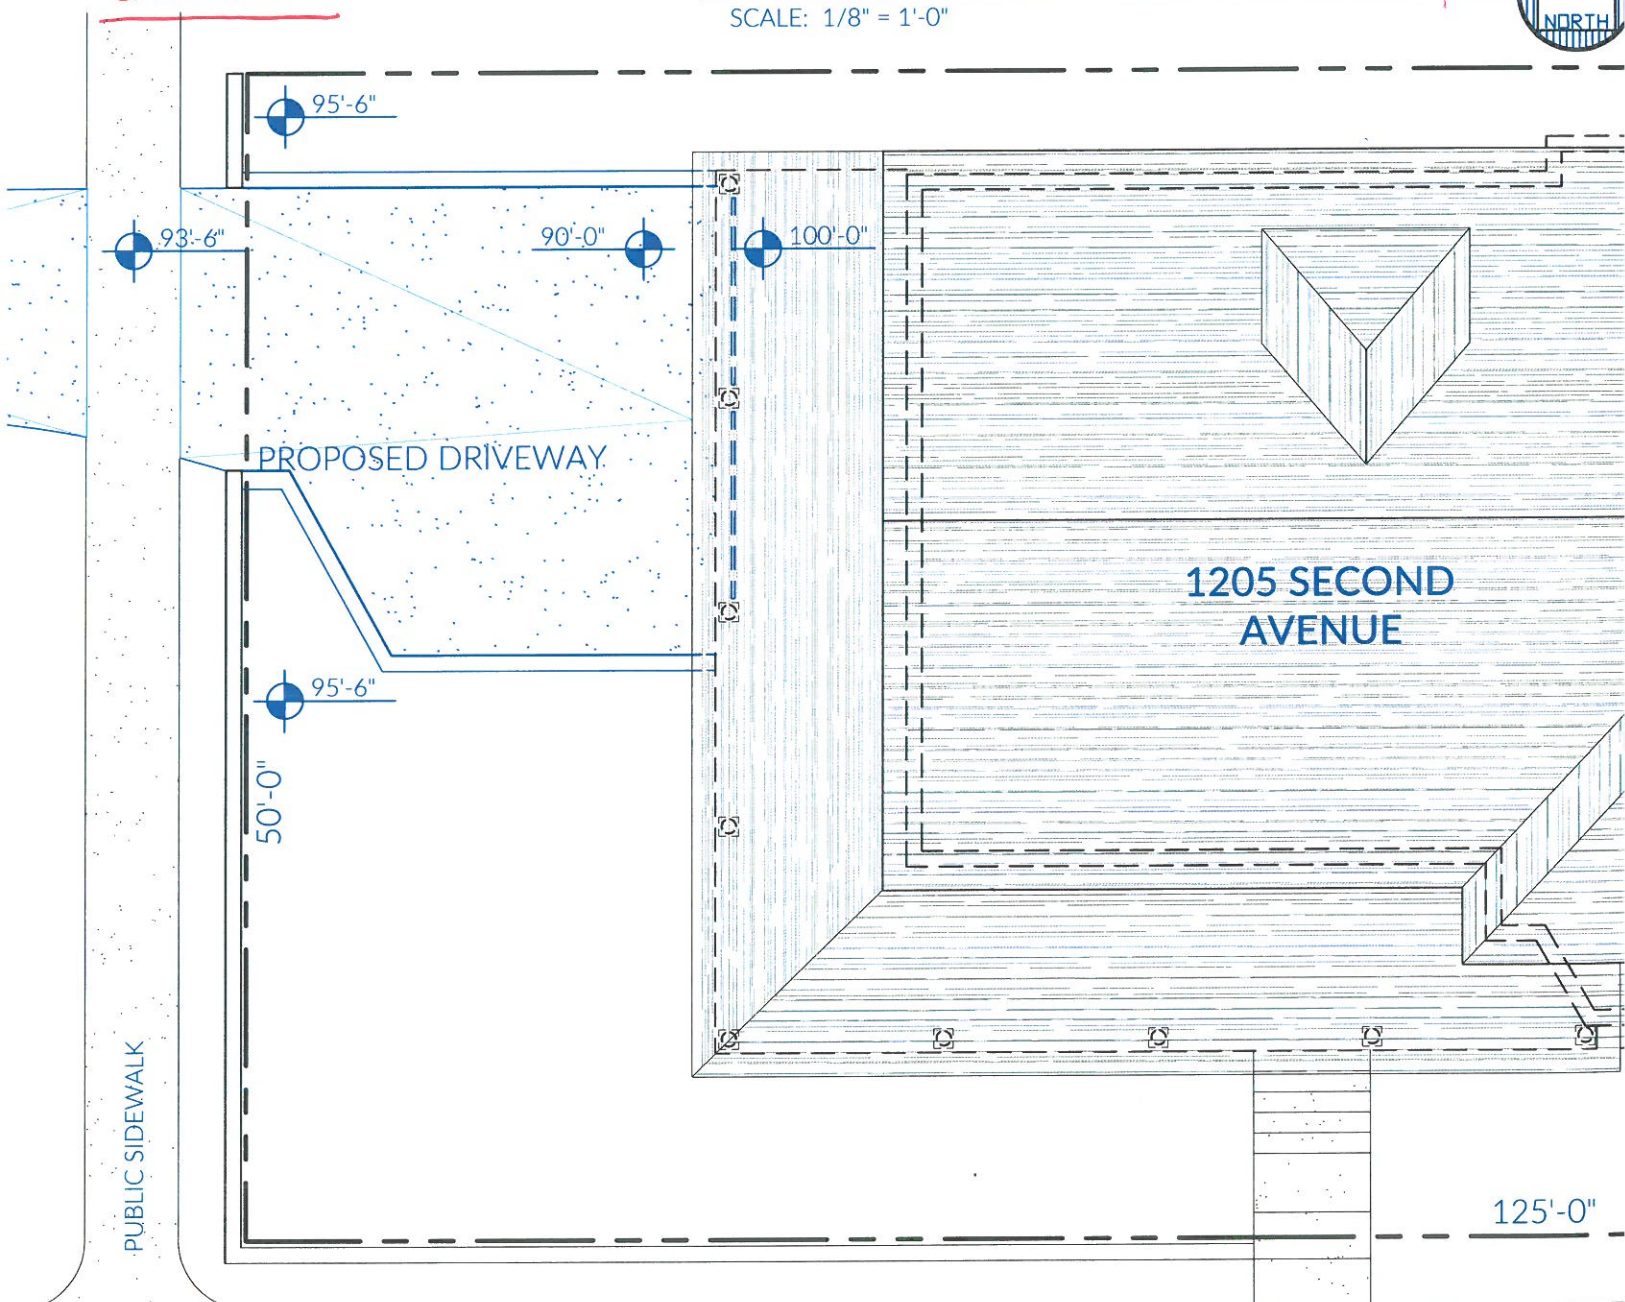 SCALE: 1/8" = 1'-0"
NORTH
95'-6"
93'-6"
90'-0"
100'-0"
PROPOSED DRIVEWAY
1205 SECOND
AVENUE
95'-6"
50'-0"
PUBLIC SIDEWALK
125'-0"